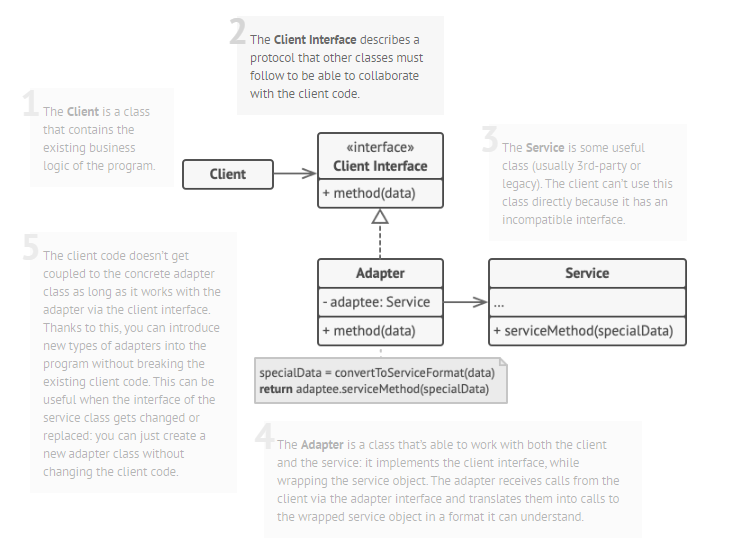 2
The Client Interface describes a
protocol that other classes must
follow to be able to collaborate
with the client code.
1
The Client is a class
that contains the
existing business
logic of the program.
Client
«interface»
Client Interface
+ method(data)
3
The Service is some useful
class (usually 3rd-party or
legacy). The client can't use this
class directly because it has an
incompatible interface.
5
The client code doesn't get
coupled to the concrete adapter
class as long as it works with the
adapter via the client interface.
Thanks to this, you can introduce
new types of adapters into the
program without breaking the
existing client code. This can be
useful when the interface of the
service class gets changed or
replaced: you can just create a
new adapter class without
changing the client code.
Adapter
- adaptee: Service
+ method(data)
Service
...
+ serviceMethod(specialData)
specialData = convertToServiceFormat(data)
return adaptee.serviceMethod(specialData)
4
The Adapter is a class that's able to work with both the client
and the service: it implements the client interface, while
wrapping the service object. The adapter receives calls from the
client via the adapter interface and translates them into calls to
the wrapped service object in a format it can understand.